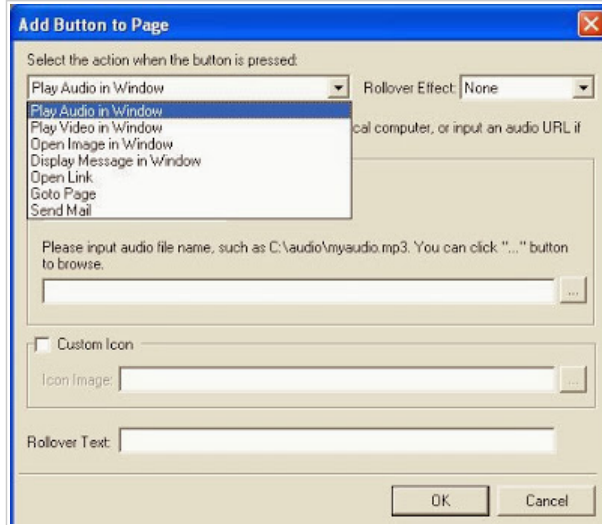 Add Button to Page
Select the action when the button is pressed:
Play Audio in Window Rollover Effect: None
Play Audio in Window
Play Video in Window
cal computer, or input an audio URL if
Open Image in Window
Display Message in Window
Open Link
Goto Page
Send Mail
Please input audio file name, such as C:\audio\myaudio.mp3. You can click "..." button
to browse.
...
Custom Icon
Icon Image: ...
Rollover Text:
OK Cancel